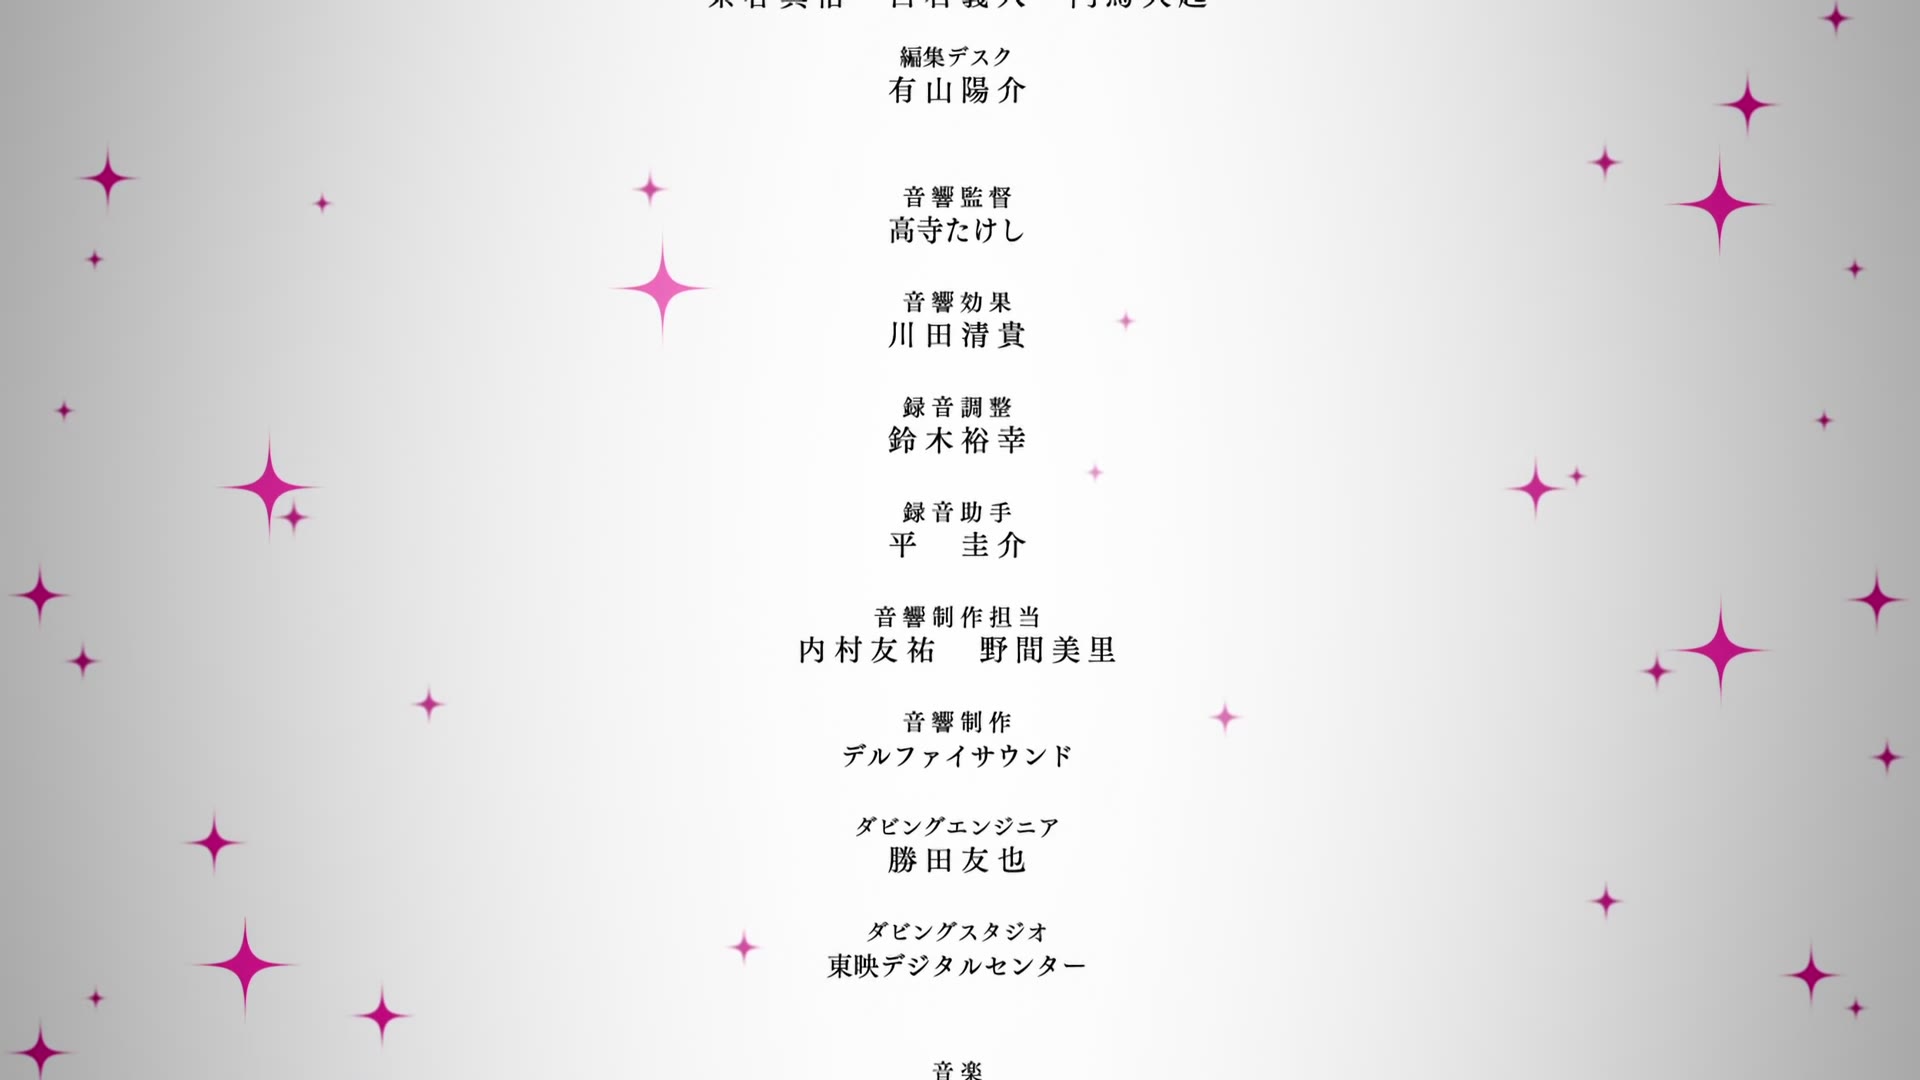 編集デスク
有山陽介
音響監督
高寺たけし
音響効果
川田清貴
録音調整
鈴木裕幸
録音助手
平　圭介
音響制作担当
内村友祐　野間美里
音響制作
デルファイサウンド
ダビングエンジニア
勝田友也
ダビングスタジオ
東映デジタルセンター
音楽